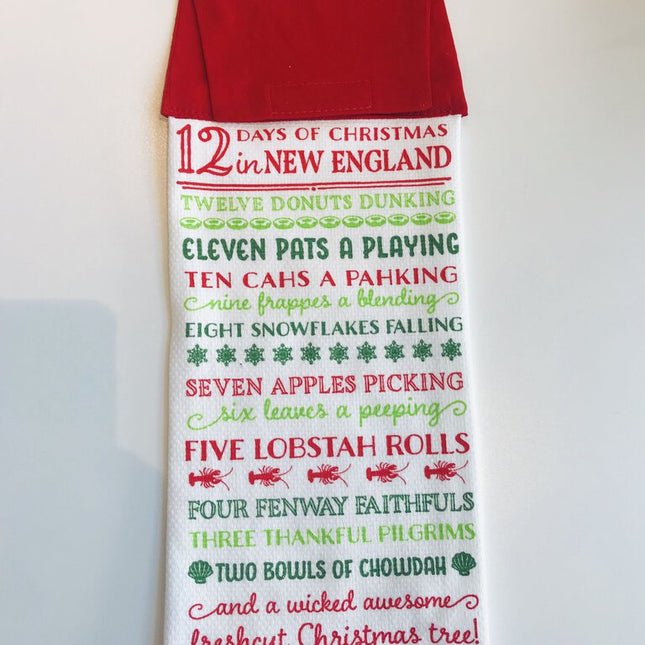 12 DAYS OF CHRISTMAS
in NEW ENGLAND
TWELVE DONUTS DUNKING
ELEVEN PATS A PLAYING
TEN CAHS A PAHKING
nine frappes a blending
EIGHT SNOWFLAKES FALLING
SEVEN APPLES PICKING
six leaves a peeping
FIVE LOBSTAH ROLLS
FOUR FENWAY FAITHFULS
THREE THANKFUL PILGRIMS
TWO BOWLS OF CHOWDAH
and a wicked awesome
freshcut Christmas tree!